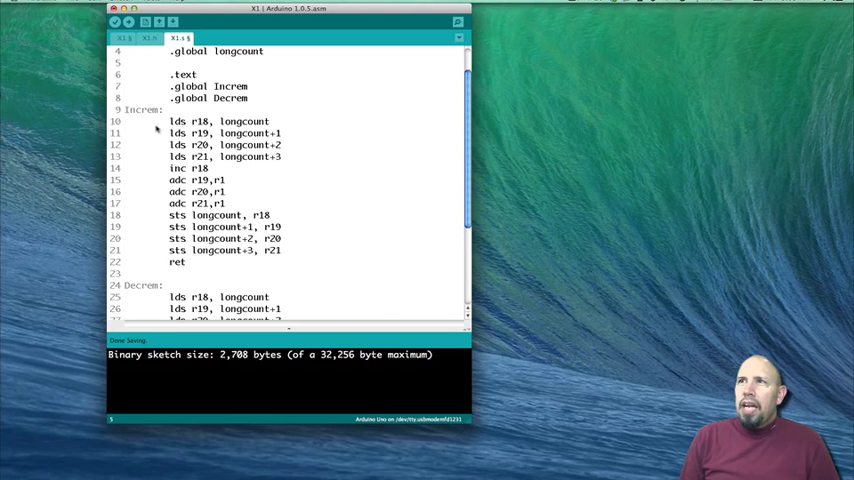 X1 | Arduino 1.0.5.asm
X1 § X1.h X1.s §
4 .global longcount
5
6 .text
7 .global Increm
8 .global Decrem
9 Increm:
10 lds r18, longcount
11 lds r19, longcount+1
12 lds r20, longcount+2
13 lds r21, longcount+3
14 inc r18
15 adc r19,r1
16 adc r20,r1
17 adc r21,r1
18 sts longcount, r18
19 sts longcount+1, r19
20 sts longcount+2, r20
21 sts longcount+3, r21
22 ret
23
24 Decrem:
25 lds r18, longcount
26 lds r19, longcount+1
27 lds r20, longcount+2
Done Saving.
Binary sketch size: 2,708 bytes (of a 32,256 byte maximum)
Arduino Uno on /dev/tty.usbmodemfd1231